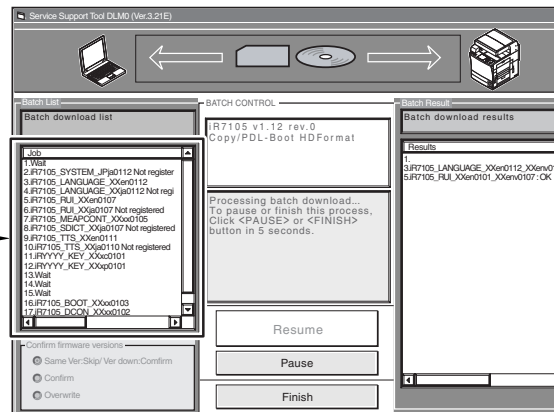 Service Support Tool DLM0 (Ver.3.21E)
Batch List
Batch download list
Job
1.Wait
2.iR7105_SYSTEM_JPja0112 Not register
3.iR7105_LANGUAGE_XXen0112
4.iR7105_LANGUAGE_XXja0112 Not regi
5.iR7105_RUI_XXen0107
6.iR7105_RUI_XXja0107 Not registered
7.iR7105_MEAPCONT_XXxx0105
8.iR7105_SDICT_XXja0107 Not registered
9.iR7105_TTS_XXen0111
10.iR7105_TTS_XXja0110 Not registered
11.iRYYYY_KEY_XXxc0101
12.iRYYYY_KEY_XXxp0101
13.Wait
14.Wait
15.Wait
16.iR7105_BOOT_XXxx0103
17.iR7105_DCON_XXxx0102
Confirm firmware versions
Same Ver:Skip/ Ver down:Comfirm
Confirm
Overwrite
BATCH CONTROL
iR7105 v1.12 rev.0
Copy/PDL-Boot HDFormat
Processing batch download...
To pause or finish this process,
Click <PAUSE> or <FINISH>
button in 5 seconds.
Resume
Pause
Finish
Batch Result
Batch download results
Results
1.
3.iR7105_LANGUAGE_XXen0112_XXenv01
5.iR7105_RUI_XXen0101_XXenv0107 : OK